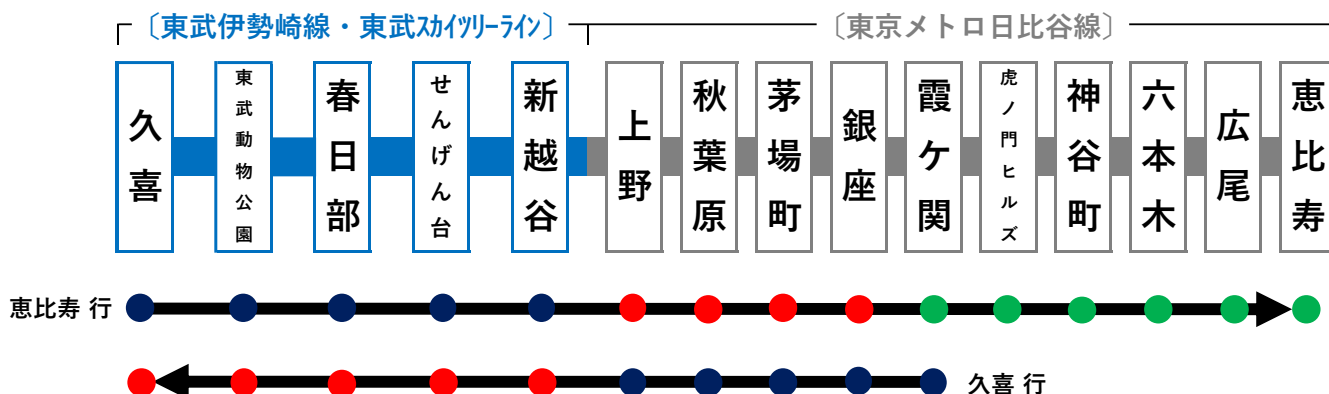 〔東武伊勢崎線・東武ｽｶｲﾂﾘｰﾗｲﾝ〕
〔東京メトロ日比谷線〕
久喜
東武動物公園
春日部
せんげん台
新越谷
上野
秋葉原
茅場町
銀座
霞ケ関
虎ノ門ヒルズ
神谷町
六本木
広尾
恵比寿
恵比寿 行
久喜 行